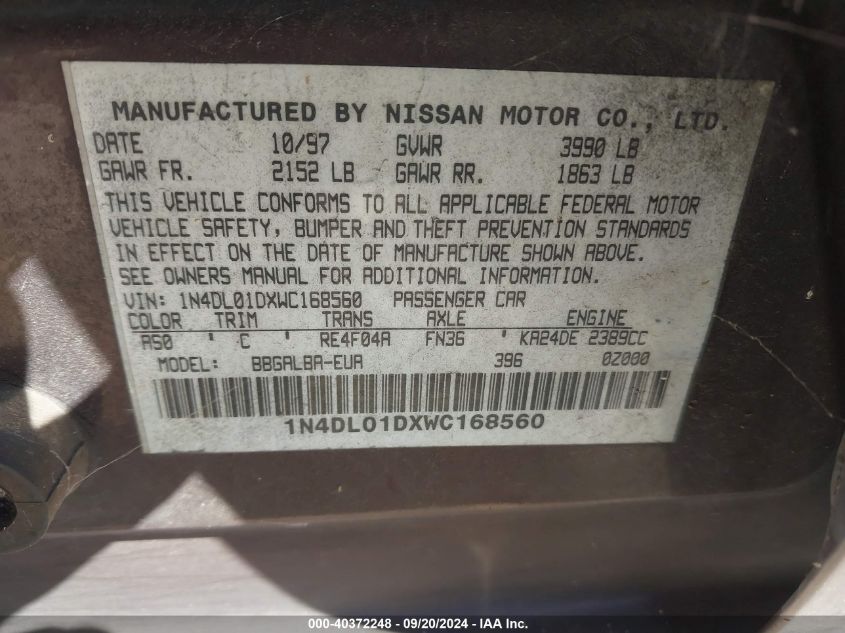 MANUFACTURED BY NISSAN MOTOR CO., LTD.
DATE 10/97 GVWR 3990 LB
GAWR FR. 2152 LB GAWR RR. 1863 LB
THIS VEHICLE CONFORMS TO ALL APPLICABLE FEDERAL MOTOR
VEHICLE SAFETY, BUMPER AND THEFT PREVENTION STANDARDS
IN EFFECT ON THE DATE OF MANUFACTURE SHOWN ABOVE.
SEE OWNERS MANUAL FOR ADDITIONAL INFORMATION.
VIN: 1N4DL01DXWC168560 PASSENGER CAR
COLOR TRIM TRANS AXLE ENGINE
AS0 ' C ' RE4F04A FN36 ' KA24DE 2389CC
MODEL: BBGALBA-EUA 396 0Z000
1N4DL01DXWC168560
000-40372248 - 09/20/2024 - © THE IAA INC.